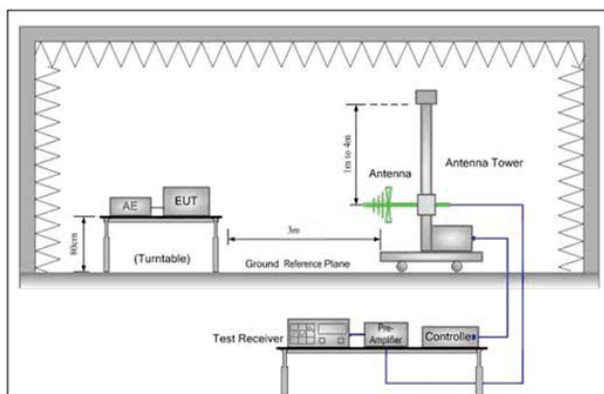 1m to 4m
Antenna
Antenna Tower
AE
EUT
80cm
3m
(Turntable)
Ground Reference Plane
Test Receiver
Pre-
Amplifier
Controller